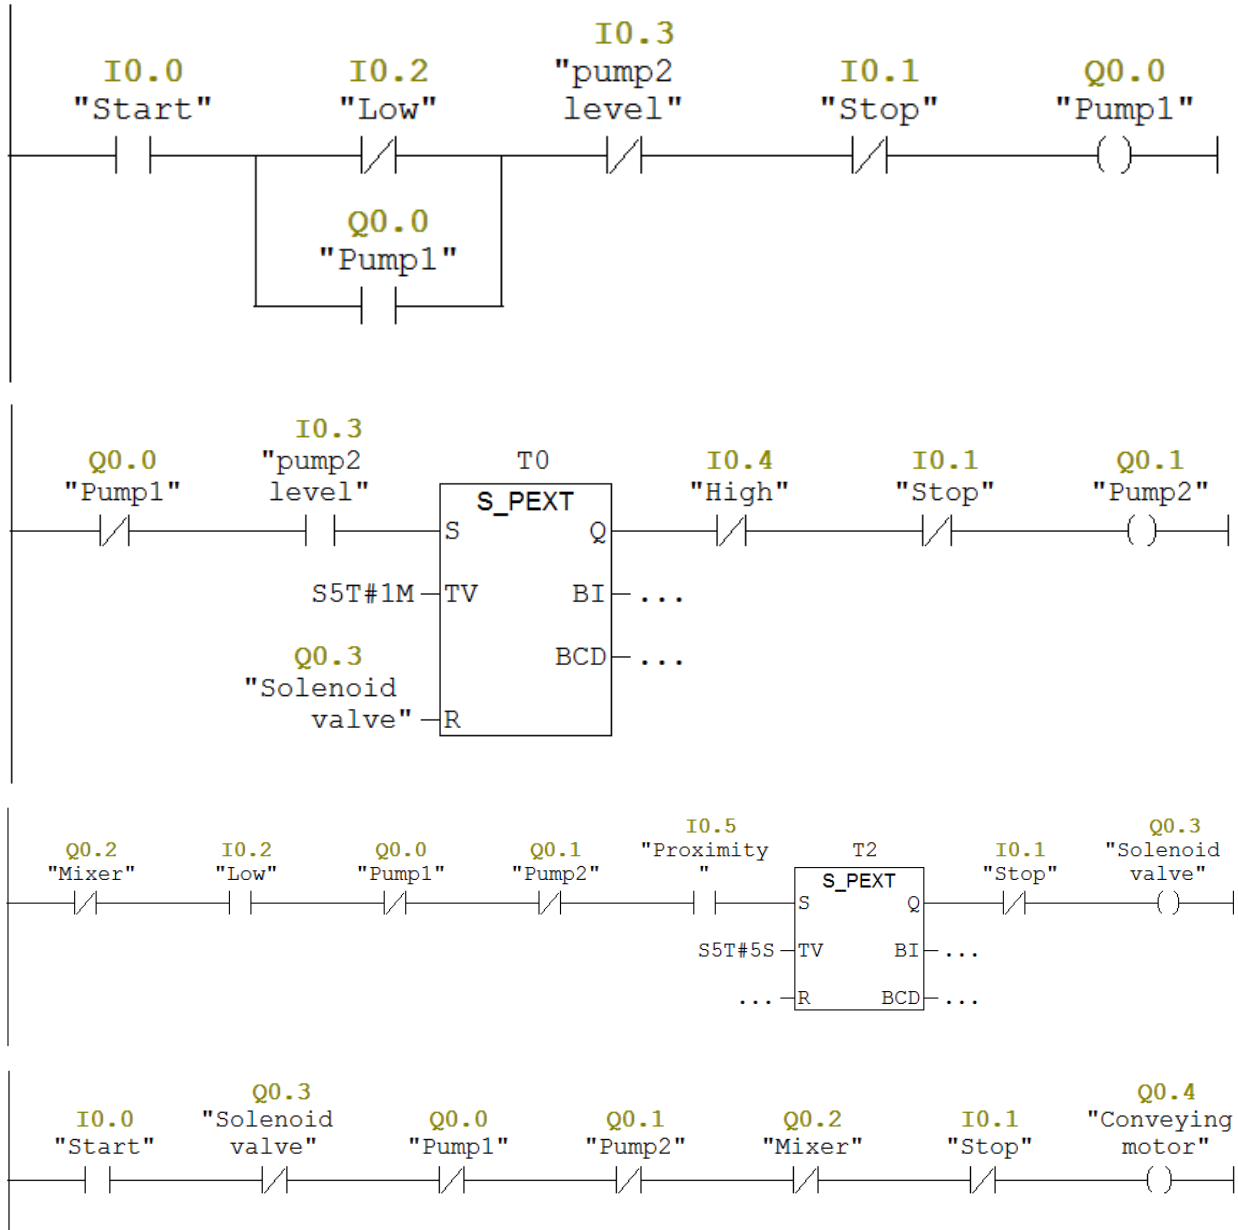 I0.3
I0.0 I0.2 "pump2 I0.1 Q0.0
"Start" "Low" level" "Stop" "Pump1"
Q0.0
"Pump1"
I0.3
Q0.0 "pump2 T0 I0.4 I0.1 Q0.1
"Pump1" level" S_PEXT "High" "Stop" "Pump2"
S Q
S5T#1M TV BI ...
Q0.3 BCD ...
"Solenoid
valve" R
I0.5 Q0.3
Q0.2 I0.2 Q0.0 Q0.1 "Proximity T2 I0.1 "Solenoid
"Mixer" "Low" "Pump1" "Pump2" " S_PEXT "Stop" valve"
S Q
S5T#5S TV BI ...
... R BCD ...
Q0.3 Q0.4
I0.0 "Solenoid Q0.0 Q0.1 Q0.2 I0.1 "Conveying
"Start" valve" "Pump1" "Pump2" "Mixer" "Stop" motor"